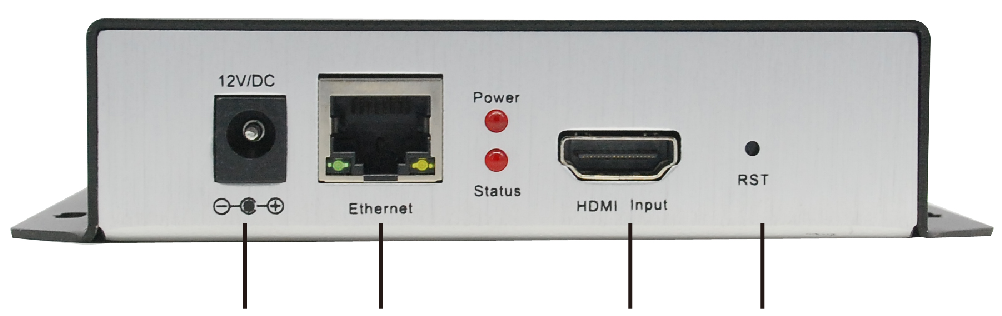 12V/DC
Ethernet
Power
Status
HDMI Input
RST